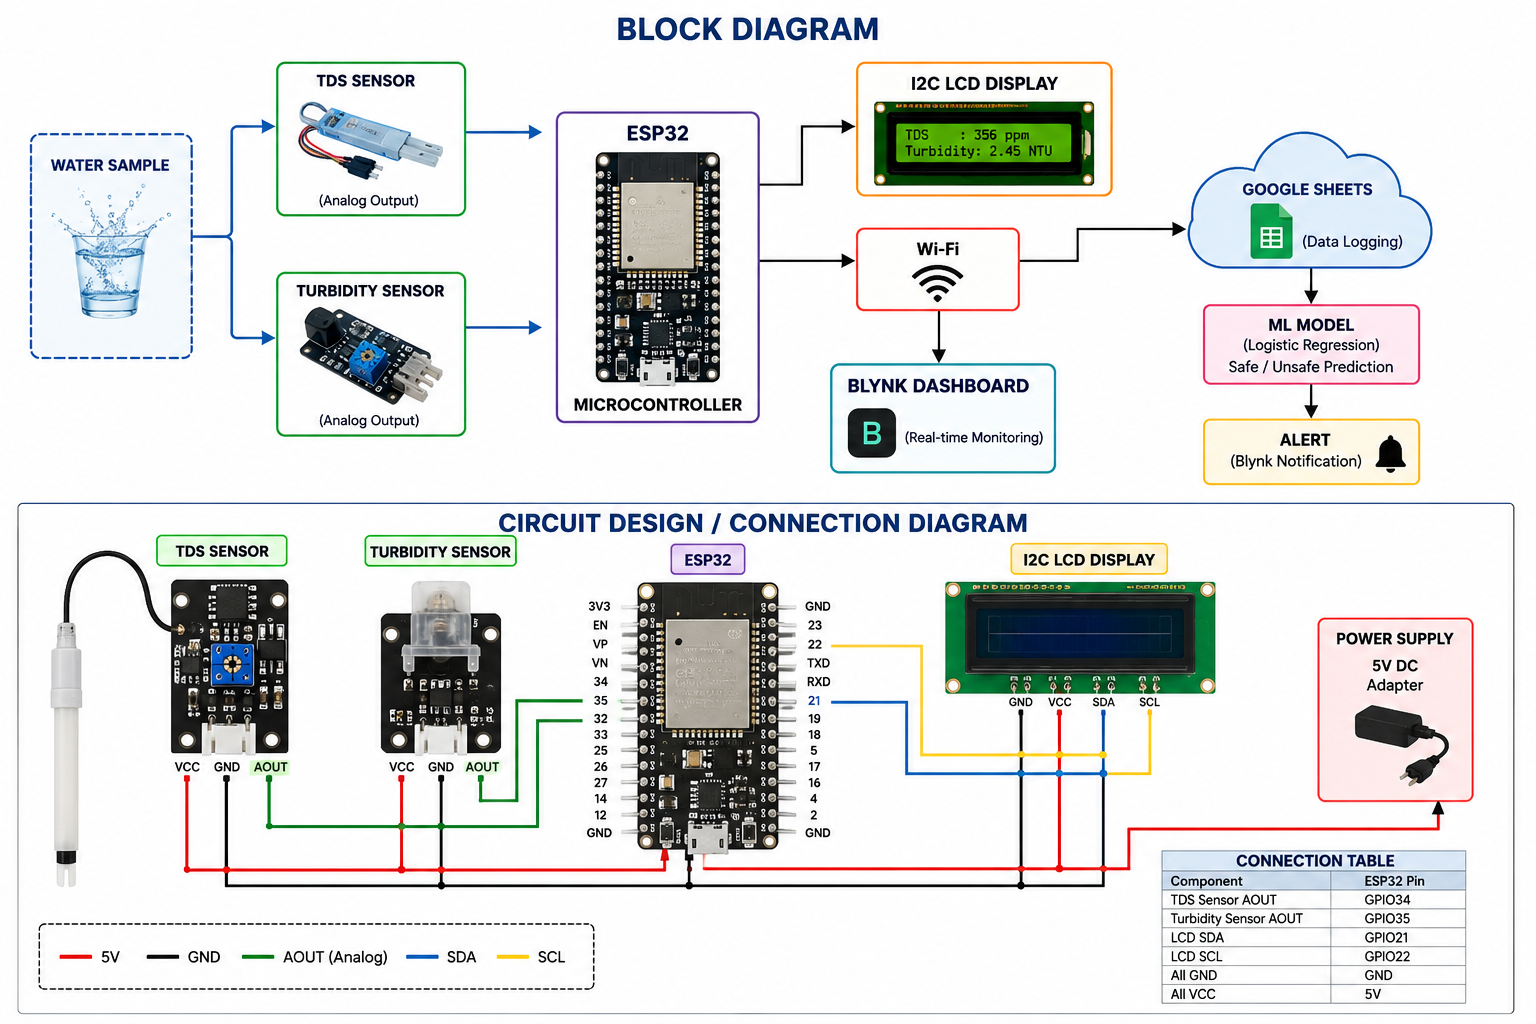 BLOCK DIAGRAM
WATER SAMPLE
TDS SENSOR
(Analog Output)
TURBIDITY SENSOR
(Analog Output)
ESP32
MICROCONTROLLER
I2C LCD DISPLAY
TDS : 356 ppm
Turbidity: 2.45 NTU
Wi-Fi
BLYNK DASHBOARD
B
(Real-time Monitoring)
GOOGLE SHEETS
(Data Logging)
ML MODEL
(Logistic Regression)
Safe / Unsafe Prediction
ALERT
(Blynk Notification)
CIRCUIT DESIGN / CONNECTION DIAGRAM
TDS SENSOR
VCC GND AOUT
TURBIDITY SENSOR
VCC GND AOUT
ESP32
3V3
EN
VP
VN
34
35
32
33
25
26
27
14
12
GND
GND
23
22
TXD
RXD
21
19
18
5
17
16
4
2
GND
I2C LCD DISPLAY
GND VCC SDA SCL
POWER SUPPLY
5V DC
Adapter
CONNECTION TABLE
Component ESP32 Pin
TDS Sensor AOUT GPIO34
Turbidity Sensor AOUT GPIO35
LCD SDA GPIO21
LCD SCL GPIO22
All GND GND
All VCC 5V
5V GND AOUT (Analog) SDA SCL